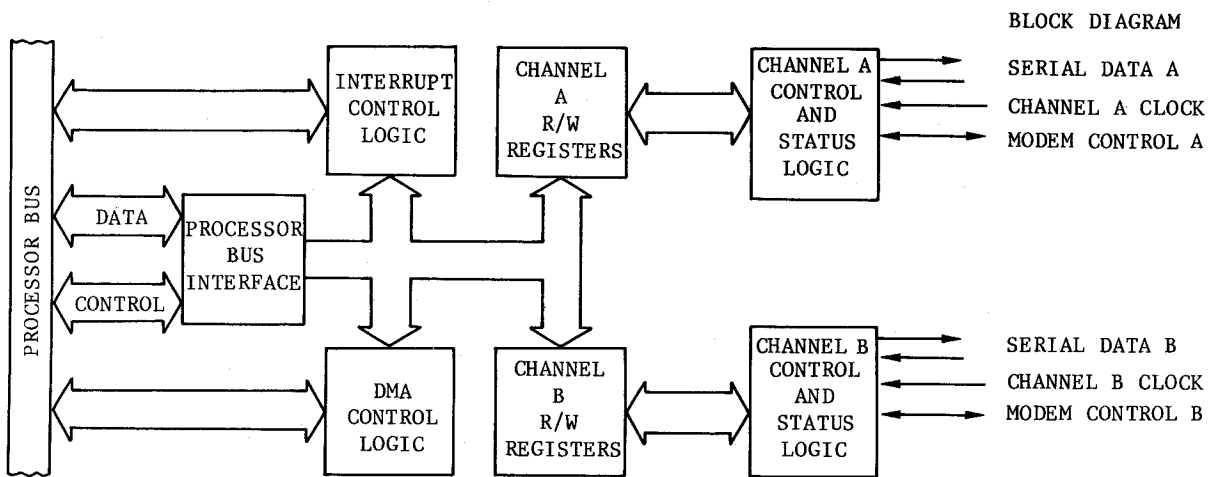 BLOCK DIAGRAM
PROCESSOR BUS
INTERRUPT
CONTROL
LOGIC
CHANNEL
A
R/W
REGISTERS
CHANNEL A
CONTROL
AND
STATUS
LOGIC
SERIAL DATA A
CHANNEL A CLOCK
MODEM CONTROL A
DATA
CONTROL
PROCESSOR
BUS
INTERFACE
DMA
CONTROL
LOGIC
CHANNEL
B
R/W
REGISTERS
CHANNEL B
CONTROL
AND
STATUS
LOGIC
SERIAL DATA B
CHANNEL B CLOCK
MODEM CONTROL B